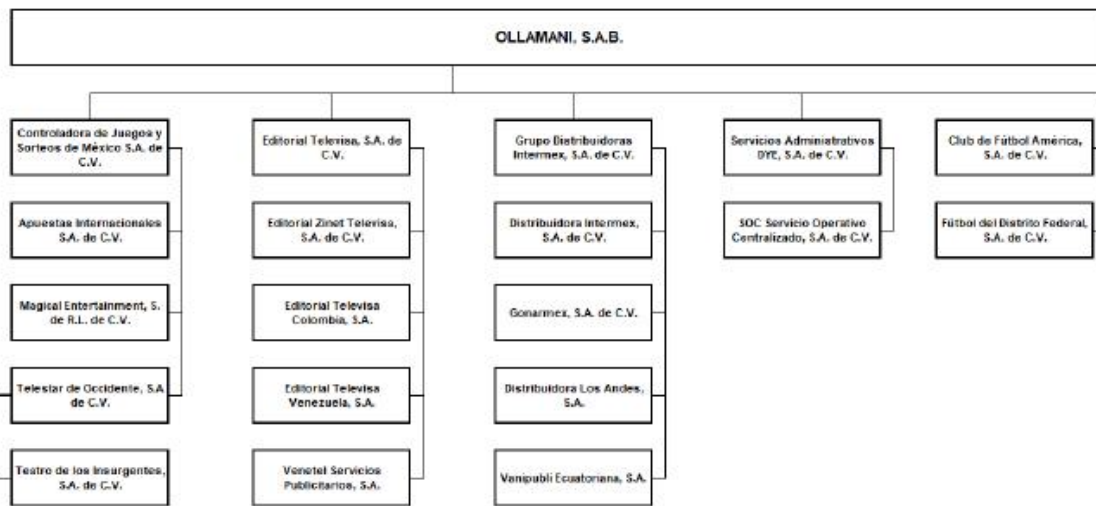 OLLAMANI, S.A.B.
Controladora de Juegos y
Sorteos de México S.A. de
C.V.
Editorial Televisa, S.A. de
C.V.
Grupo Distribuidoras
Intermex, S.A. de C.V.
Servicios Administrativos
DYE, S.A. de C.V.
Club de Fútbol América,
S.A. de C.V.
Apuestas Internacionales
S.A. de C.V.
Editorial Zinet Televisa,
S.A. de C.V.
Distribuidora Intermex,
S.A. de C.V.
SOC Servicio Operativo
Centralizado, S.A. de C.V.
Fútbol del Distrito Federal,
S.A. de C.V.
Magical Entertainment, S.
de R.L. de C.V.
Editorial Televisa
Colombia, S.A.
Gonarmex, S.A. de C.V.
Telestar de Occidente, S.A
de C.V.
Editorial Televisa
Venezuela, S.A.
Distribuidora Los Andes,
S.A.
Teatro de los Insurgentes,
S.A. de C.V.
Venetel Servicios
Publicitarios, S.A.
Vanipubli Ecuatoriana, S.A.